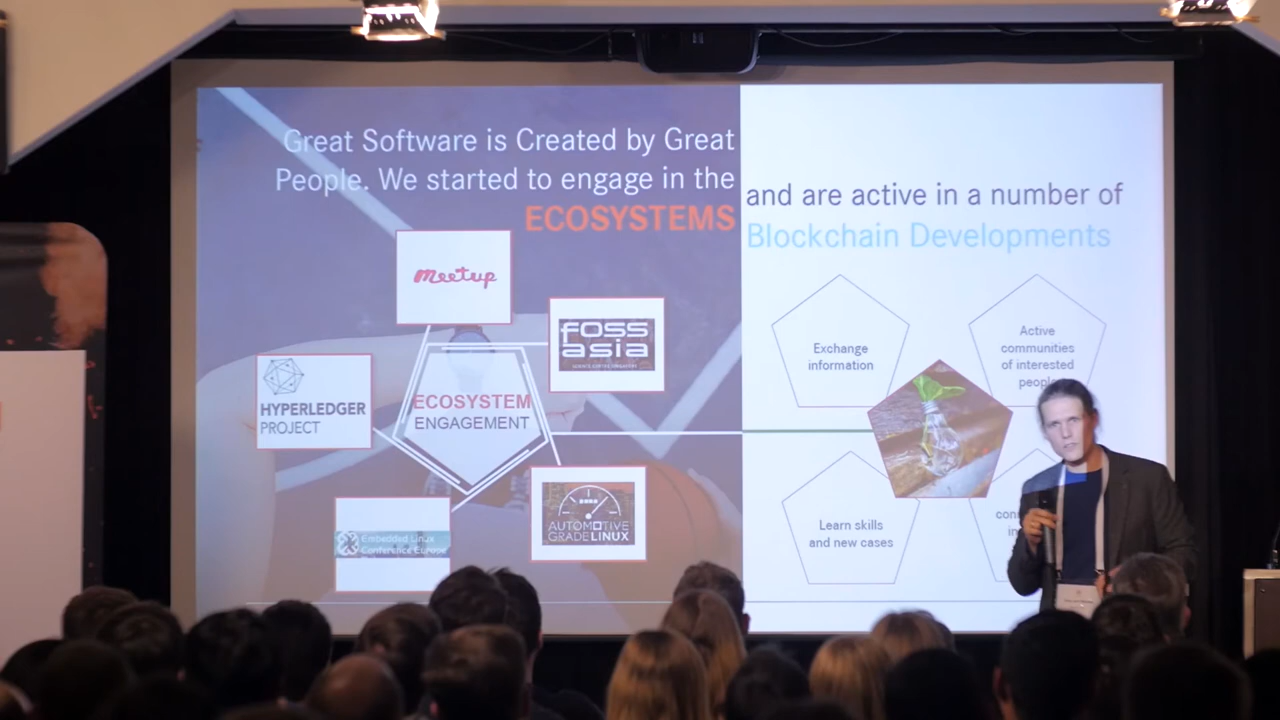 Great Software is Created by Great
People. We started to engage in the
ECOSYSTEMS
and are active in a number of
Blockchain Developments
meetup
FOSS
asia
HYPERLEDGER
PROJECT
ECOSYSTEM
ENGAGEMENT
Embedded Linux
Conference Europe
AUTOMOTIVE
GRADELINUX
Exchange
information
Active
communities
of interested
people
Learn skills
and new cases